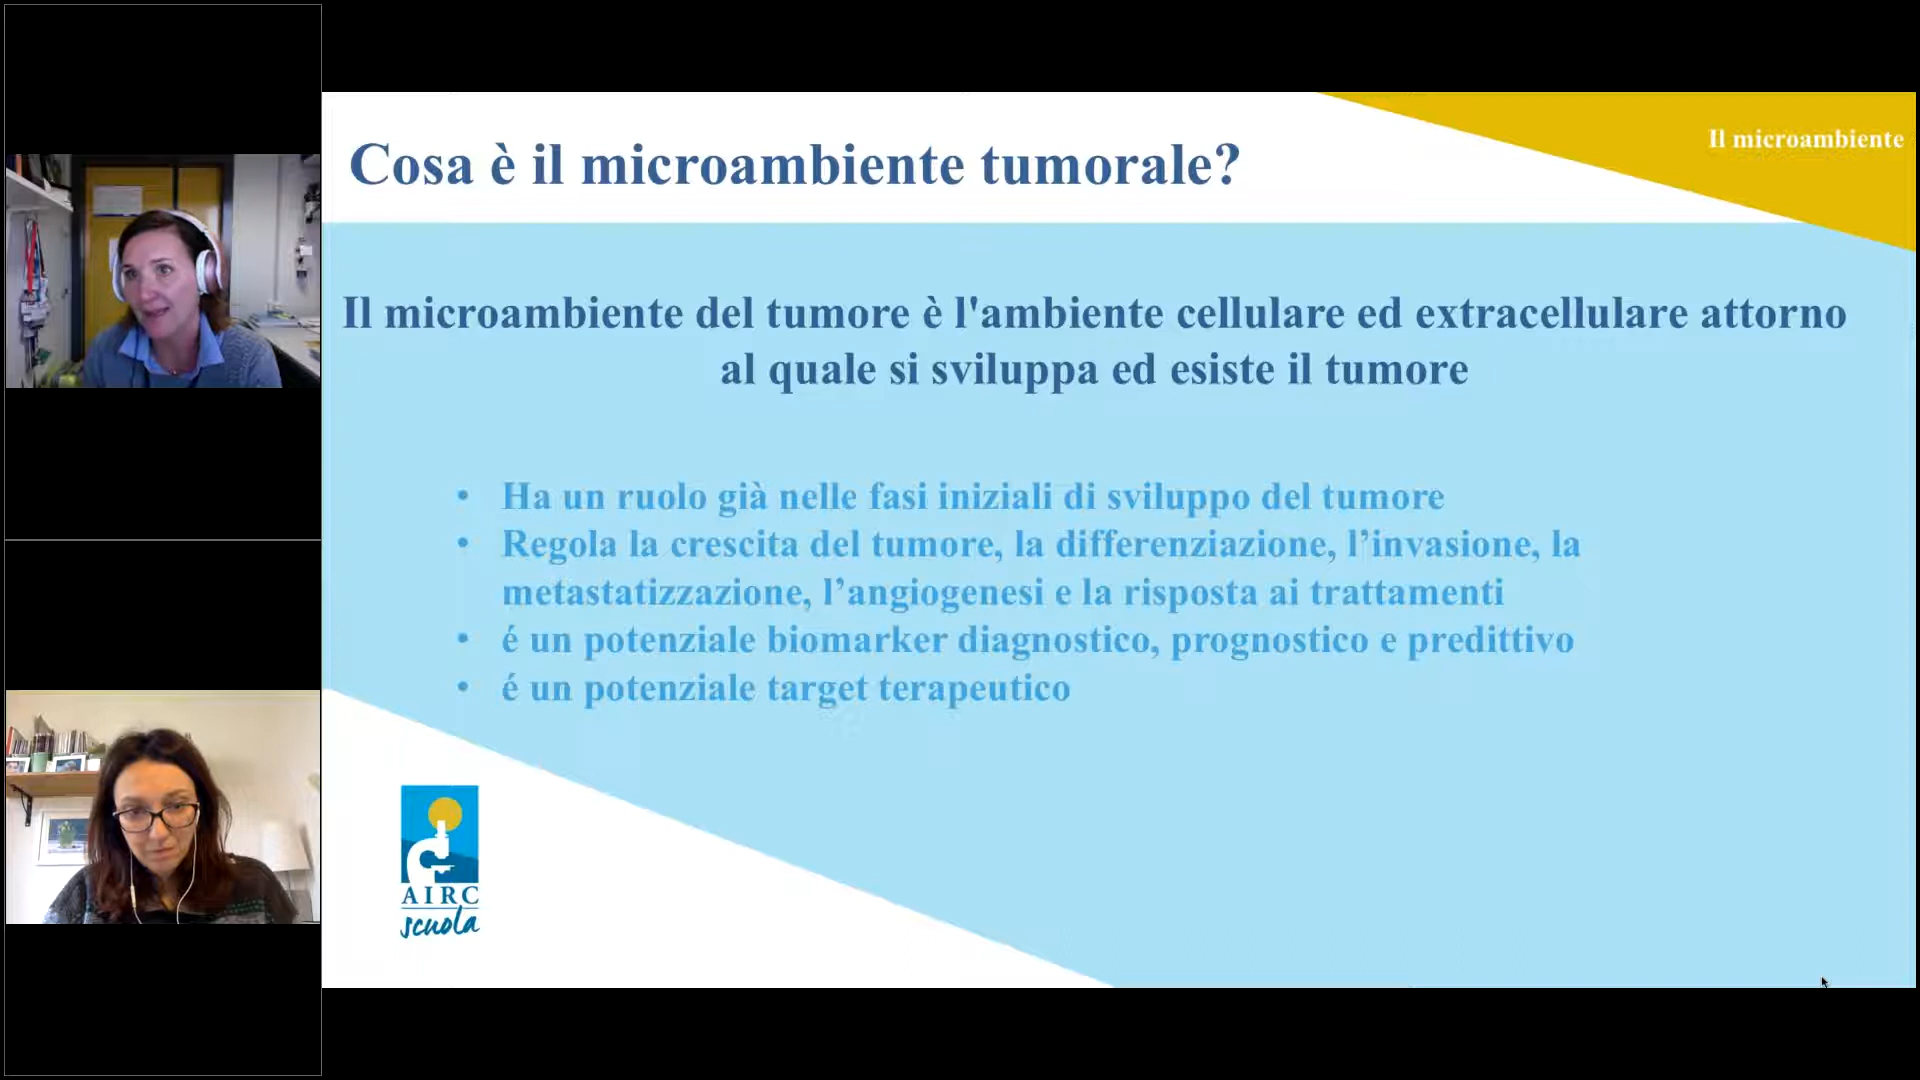 Il microambiente
Cosa è il microambiente tumorale?
Il microambiente del tumore è l'ambiente cellulare ed extracellulare attorno
al quale si sviluppa ed esiste il tumore
• Ha un ruolo già nelle fasi iniziali di sviluppo del tumore
• Regola la crescita del tumore, la differenziazione, l’invasione, la
metastatizzazione, l’angiogenesi e la risposta ai trattamenti
• é un potenziale biomarker diagnostico, prognostico e predittivo
• é un potenziale target terapeutico
AIRC
scuola